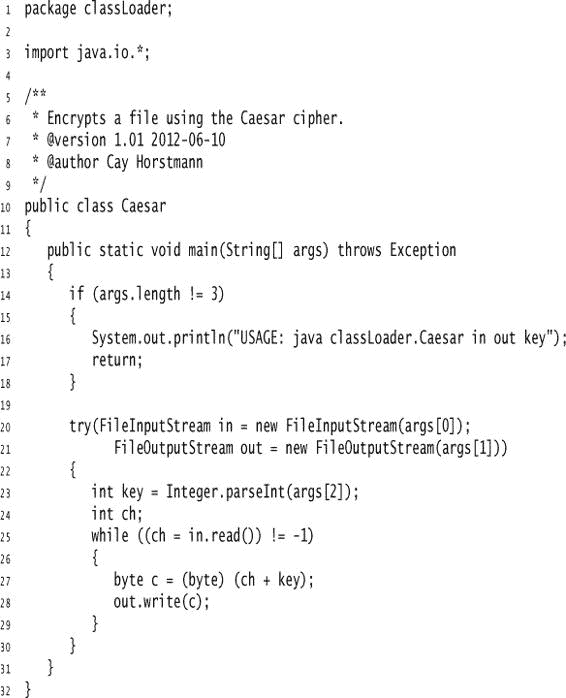 1 package classLoader;
2
3 import java.io.*;
4
5 /**
6  * Encrypts a file using the Caesar cipher.
7  * @version 1.01 2012-06-10
8  * @author Cay Horstmann
9  */
10 public class Caesar
11 {
12    public static void main(String[] args) throws Exception
13    {
14       if (args.length != 3)
15       {
16          System.out.println("USAGE: java classLoader.Caesar in out key");
17          return;
18       }
19
20       try(FileInputStream in = new FileInputStream(args[0]);
21             FileOutputStream out = new FileOutputStream(args[1]))
22       {
23          int key = Integer.parseInt(args[2]);
24          int ch;
25          while ((ch = in.read()) != -1)
26          {
27             byte c = (byte) (ch + key);
28             out.write(c);
29          }
30       }
31    }
32 }